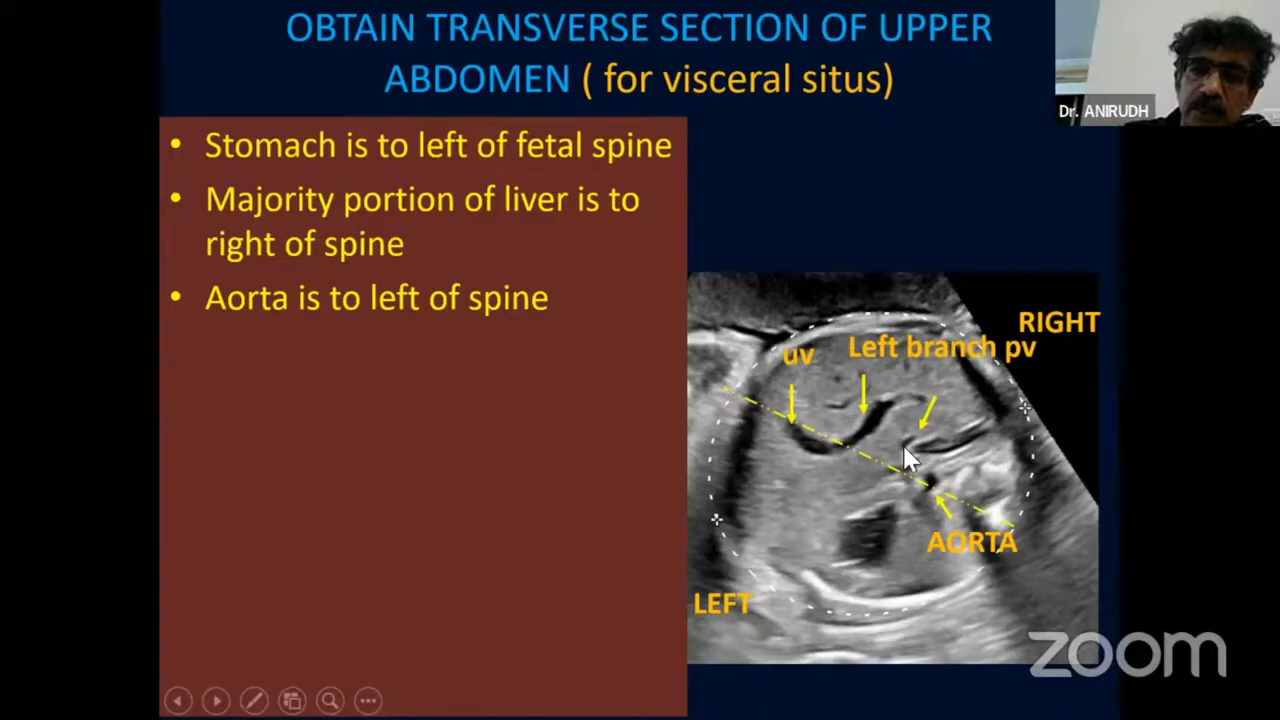 OBTAIN TRANSVERSE SECTION OF UPPER
ABDOMEN ( for visceral situs)
Dr. ANIRUDH
• Stomach is to left of fetal spine
• Majority portion of liver is to
right of spine
• Aorta is to left of spine
RIGHT
uv
Left branch pv
AORTA
LEFT
zoom